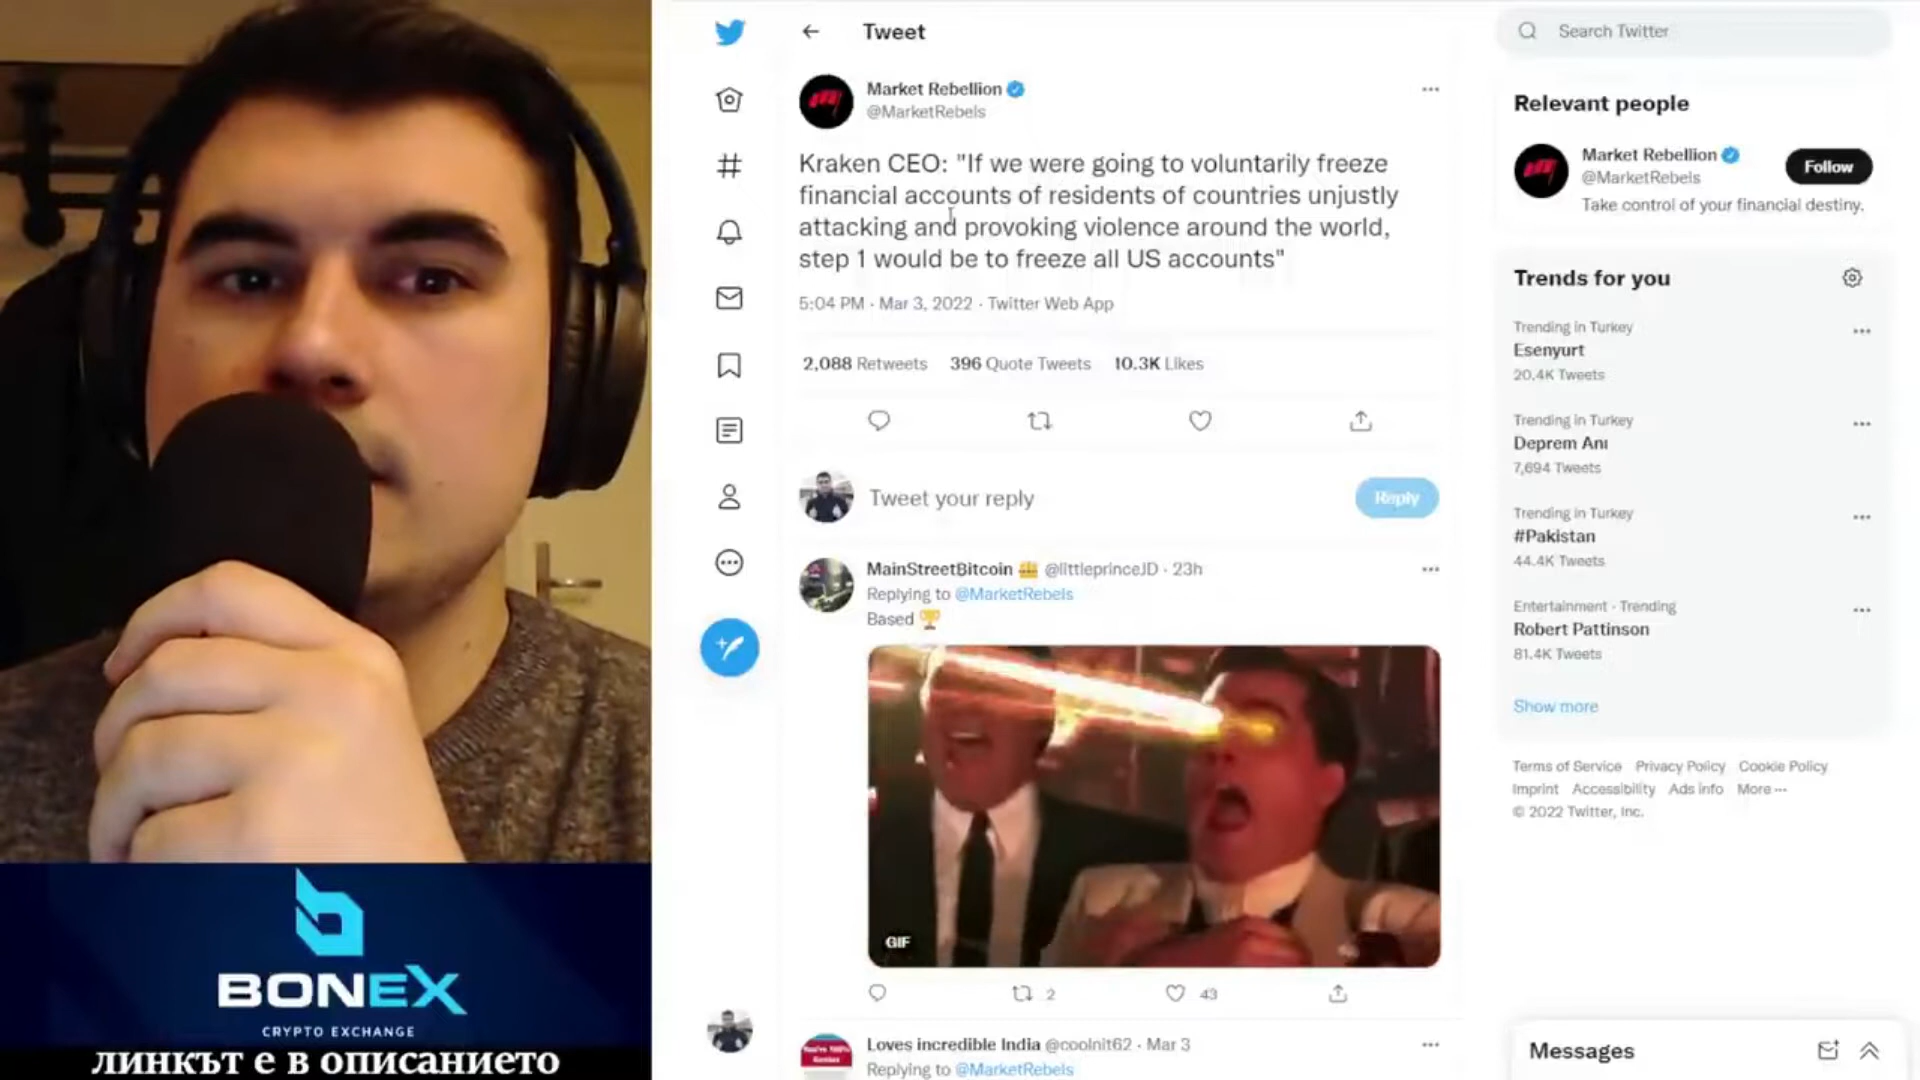 Tweet
Market Rebellion
@MarketRebels
Kraken CEO: "If we were going to voluntarily freeze
financial accounts of residents of countries unjustly
attacking and provoking violence around the world,
step 1 would be to freeze all US accounts"
5:04 PM · Mar 3, 2022 · Twitter Web App
2,088 Retweets 396 Quote Tweets 10.3K Likes
Tweet your reply
Reply
MainStreetBitcoin @littleprinceJD · 23h
Replying to @MarketRebels
Based
GIF
2 43
Loves incredible India @coolnit62 · Mar 3
Replying to @MarketRebels
Search Twitter
Relevant people
Market Rebellion
@MarketRebels
Follow
Take control of your financial destiny.
Trends for you
Trending in Turkey
Esenyurt
20.4K Tweets
Trending in Turkey
Deprem Anı
7,694 Tweets
Trending in Turkey
#Pakistan
44.4K Tweets
Entertainment · Trending
Robert Pattinson
81.4K Tweets
Show more
Terms of Service Privacy Policy Cookie Policy
Imprint Accessibility Ads info More ···
© 2022 Twitter, Inc.
Messages
BONEX
CRYPTO EXCHANGE
линкът е в описанието